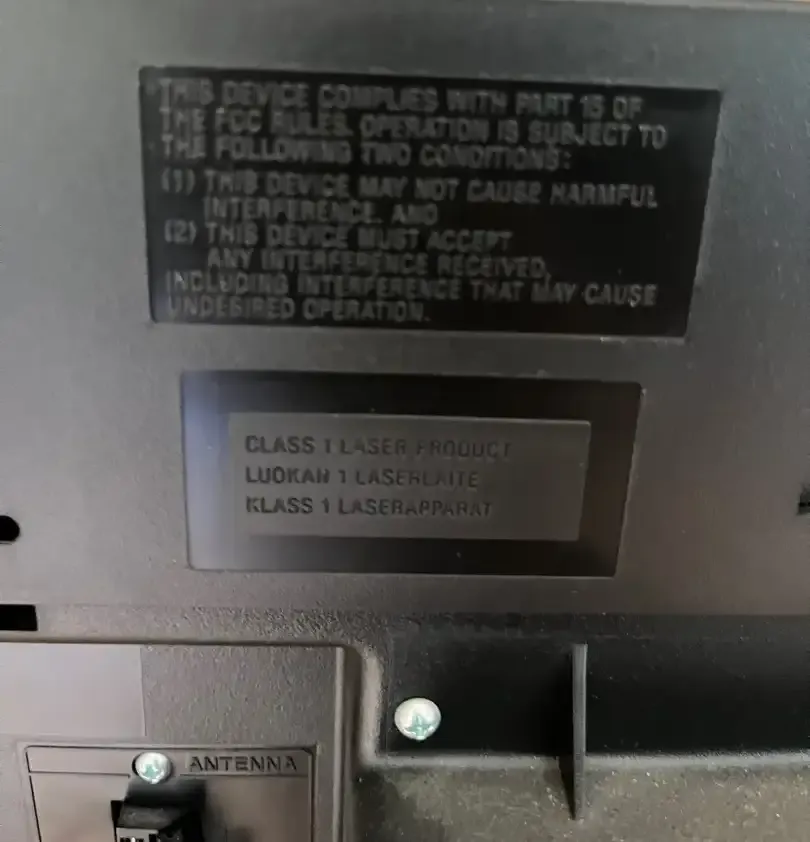 THIS DEVICE COMPLIES WITH PART 15 OF
THE FCC RULES. OPERATION IS SUBJECT TO
THE FOLLOWING TWO CONDITIONS:
(1) THIS DEVICE MAY NOT CAUSE HARMFUL
INTERFERENCE, AND
(2) THIS DEVICE MUST ACCEPT
ANY INTERFERENCE RECEIVED,
INCLUDING INTERFERENCE THAT MAY CAUSE
UNDESIRED OPERATION.
CLASS 1 LASER PRODUCT
LUOKAN 1 LASERLAITE
KLASS 1 LASERAPPARAT
ANTENNA